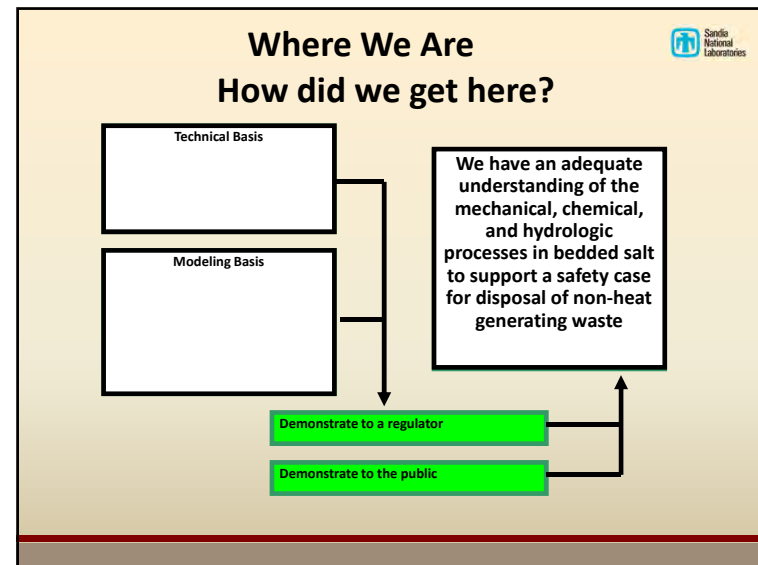 Where We Are
How did we get here?
Sandia
National
Laboratories
Technical Basis
Modeling Basis
We have an adequate
understanding of the
mechanical, chemical,
and hydrologic
processes in bedded salt
to support a safety case
for disposal of non-heat
generating waste
Demonstrate to a regulator
Demonstrate to the public